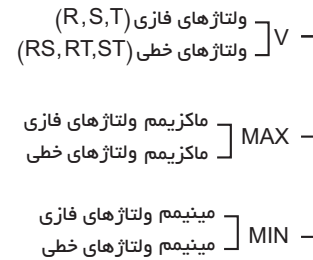 ولتاژهای فازی (R,S,T)
V –
ولتاژهای خطی (RS,RT,ST)
ماکزیمم ولتاژهای فازی
MAX –
ماکزیمم ولتاژهای خطی
مینیمم ولتاژهای فازی
MIN –
مینیمم ولتاژهای خطی